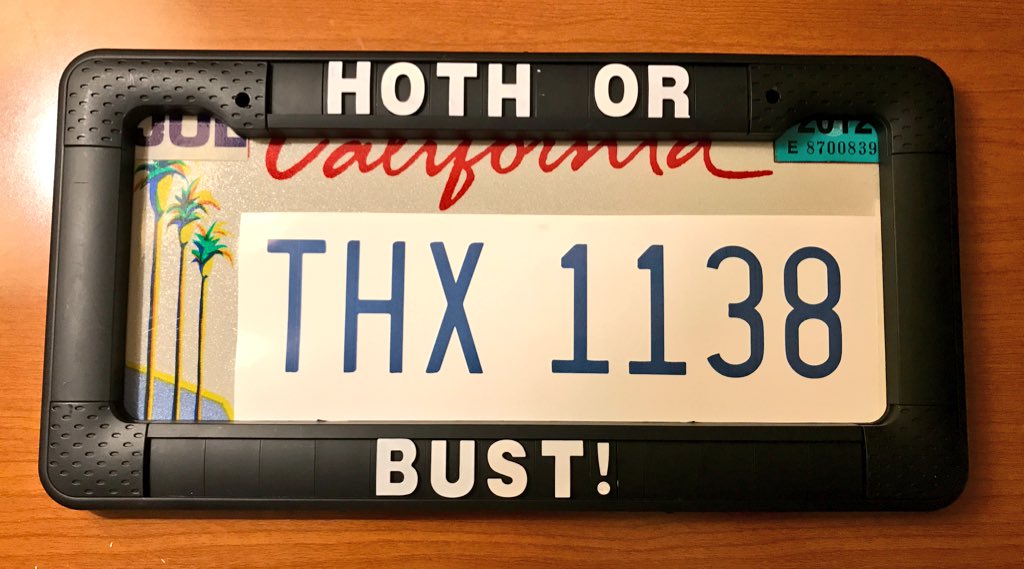 HOTH OR
JUL
California
2012
E 8700839
THX 1138
BUST!